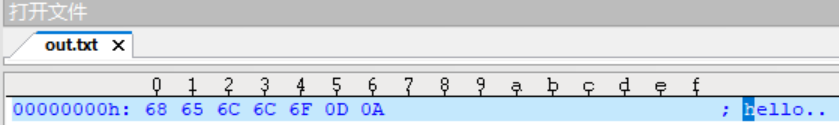 打开文件
out.txt ×
0 1 2 3 4 5 6 7 8 9 a b c d e f
00000000h: 68 65 6C 6C 6F 0D 0A ; hello..